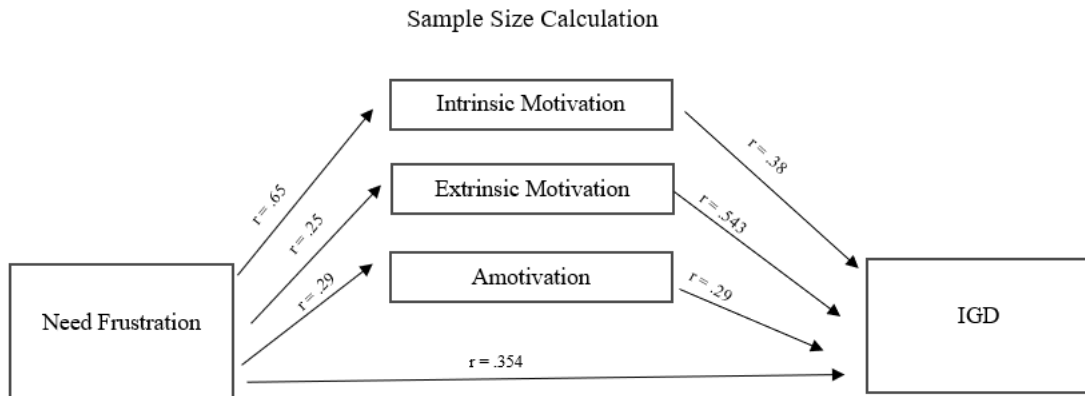 Sample Size Calculation
Intrinsic Motivation
r = .65
r = .38
Extrinsic Motivation
r = .25
r = .543
Amotivation
r = .29
r = .29
Need Frustration
IGD
r = .354